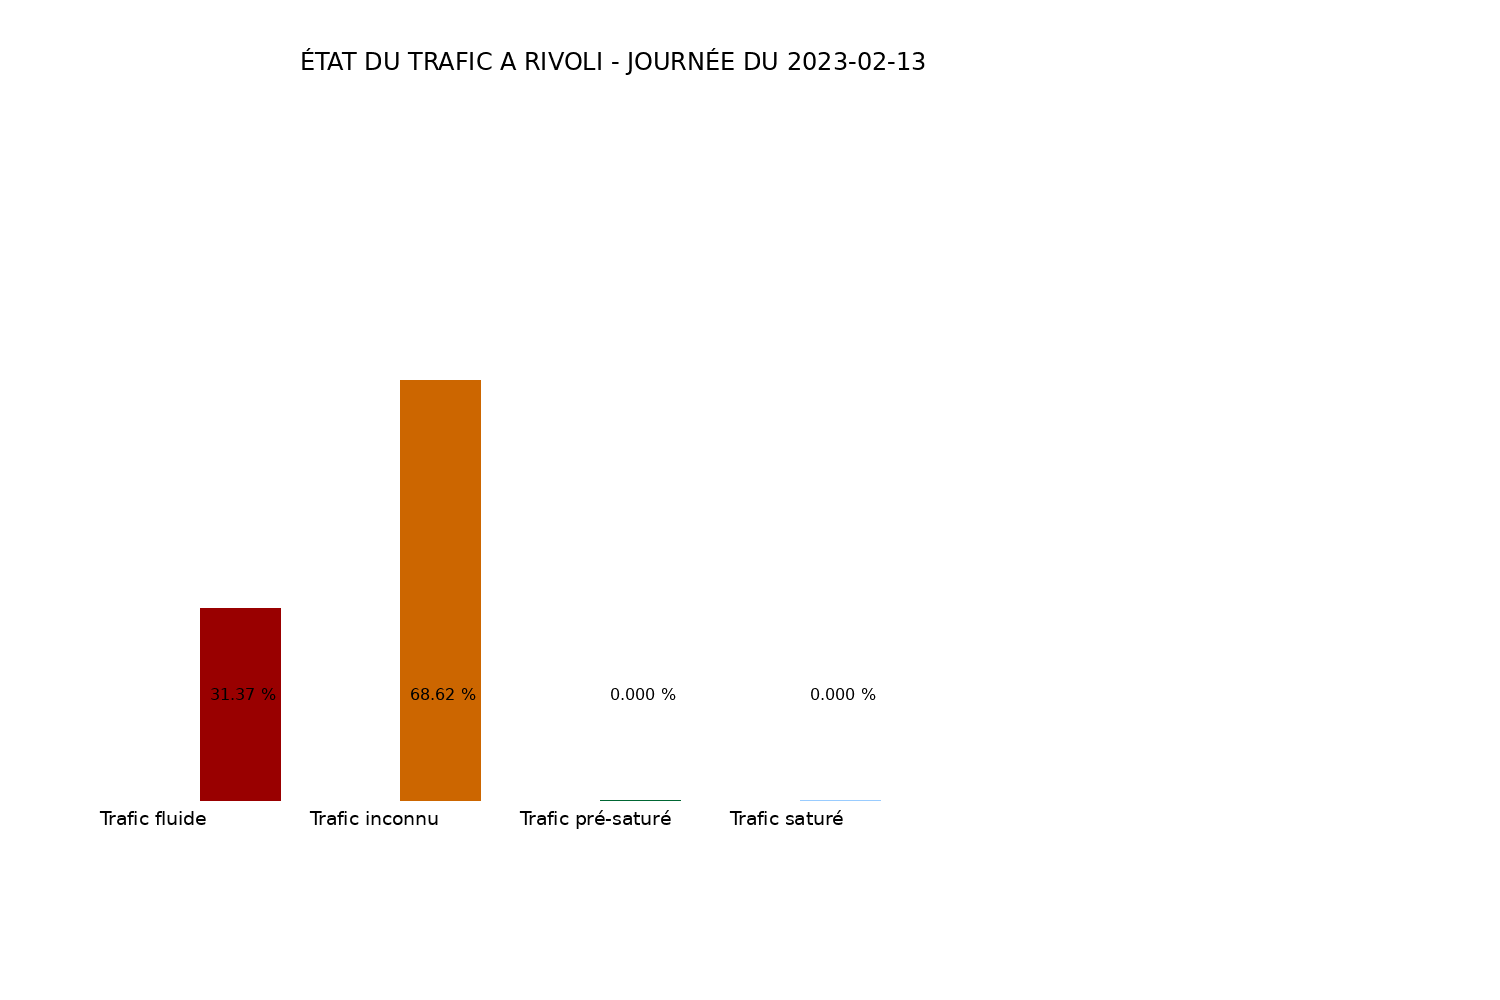 ÉTAT DU TRAFIC A RIVOLI - JOURNÉE DU 2023-02-13
31.37 % 68.62 % 0.000 % 0.000 %
Trafic fluide Trafic inconnu Trafic pré-saturé Trafic saturé